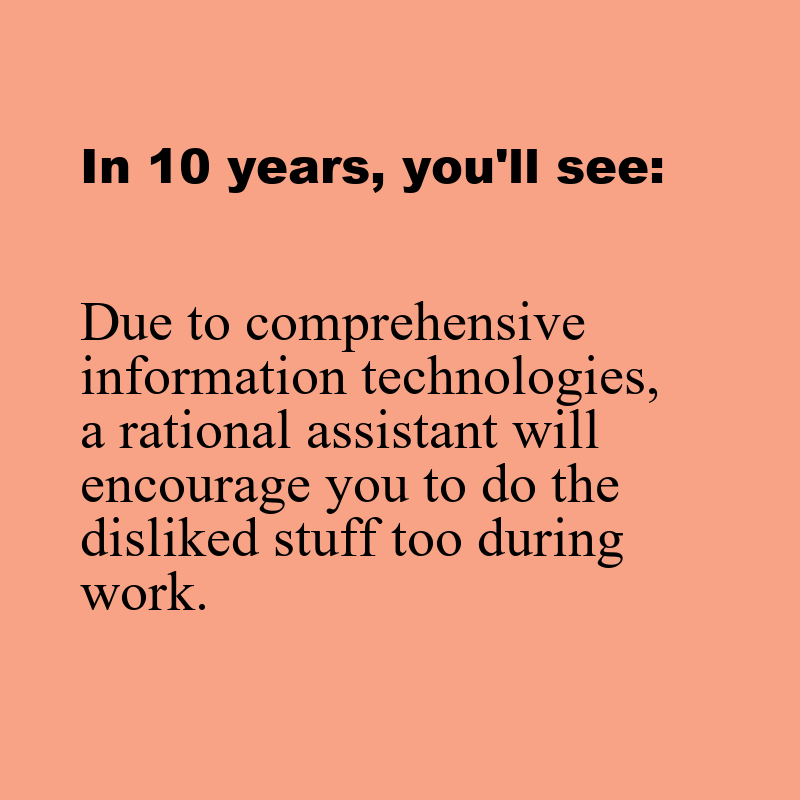 In 10 years, you'll see:
Due to comprehensive
information technologies,
a rational assistant will
encourage you to do the
disliked stuff too during
work.